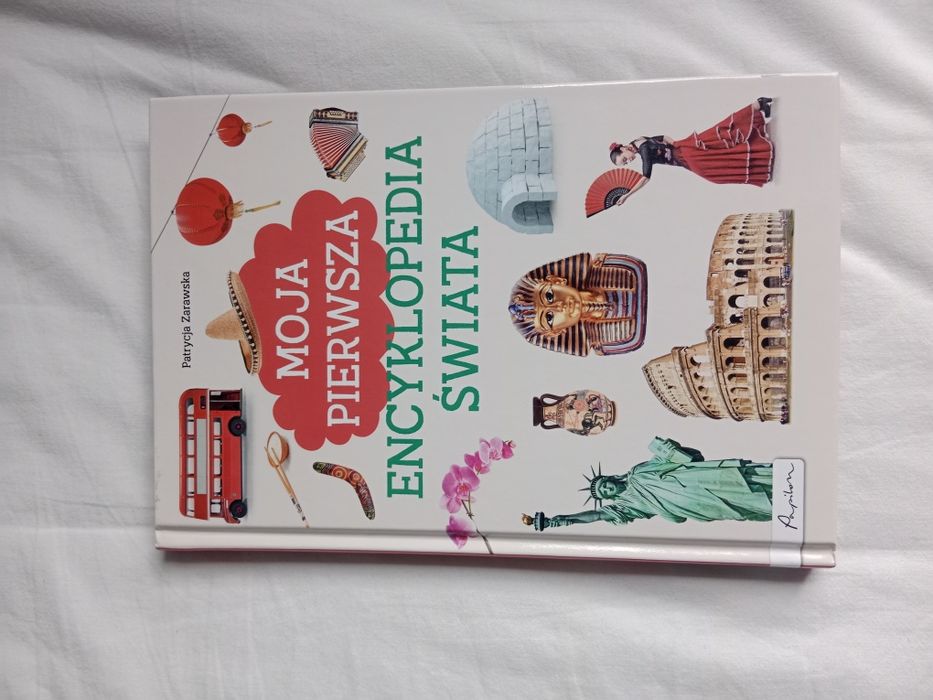 Patrycja Zarawska
MOJA
PIERWSZA
ENCYKLOPEDIA
ŚWIATA
Papilon